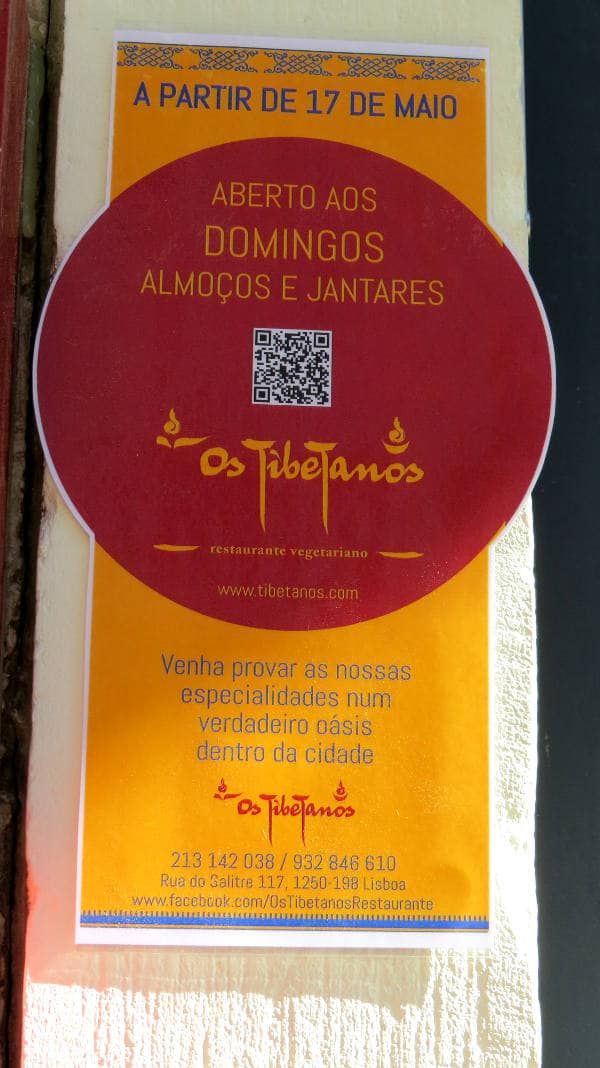 A PARTIR DE 17 DE MAIO
ABERTO AOS
DOMINGOS
ALMOÇOS E JANTARES
Os Tibetanos
restaurante vegetariano
www.tibetanos.com
Venha provar as nossas
especialidades num
verdadeiro oásis
dentro da cidade
Os Tibetanos
213 142 038 / 932 846 610
Rua do Salitre 117, 1250-198 Lisboa
www.facebook.com/OsTibetanosRestaurante